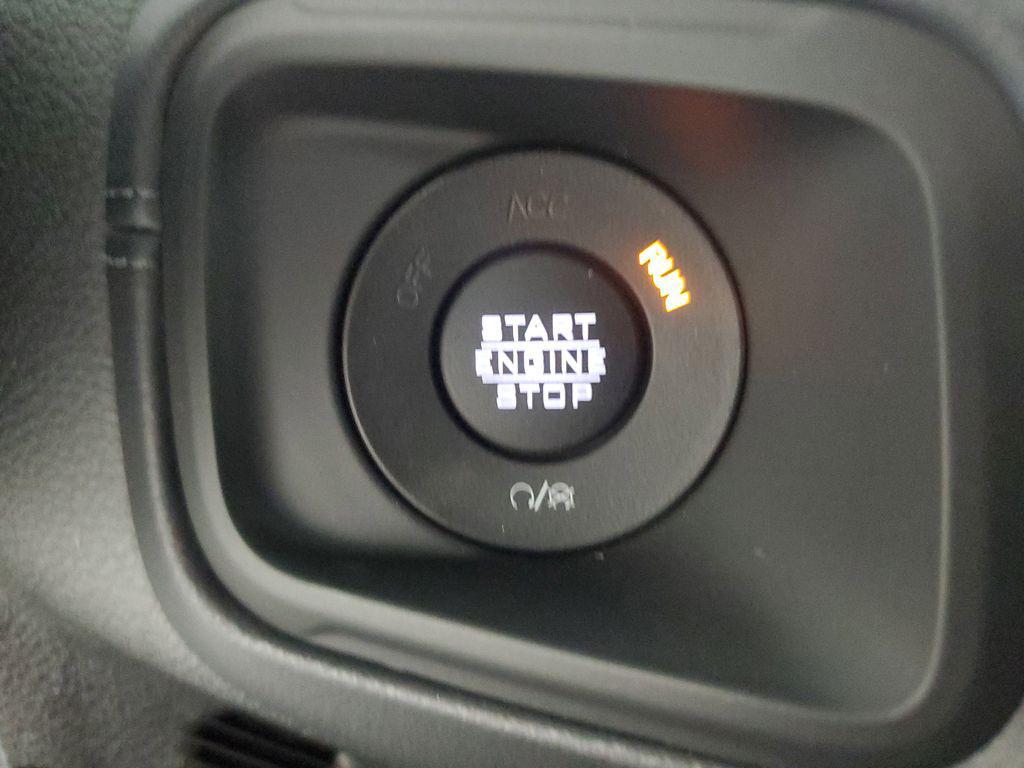 ACC
OFF
RUN
START
ENGINE
STOP